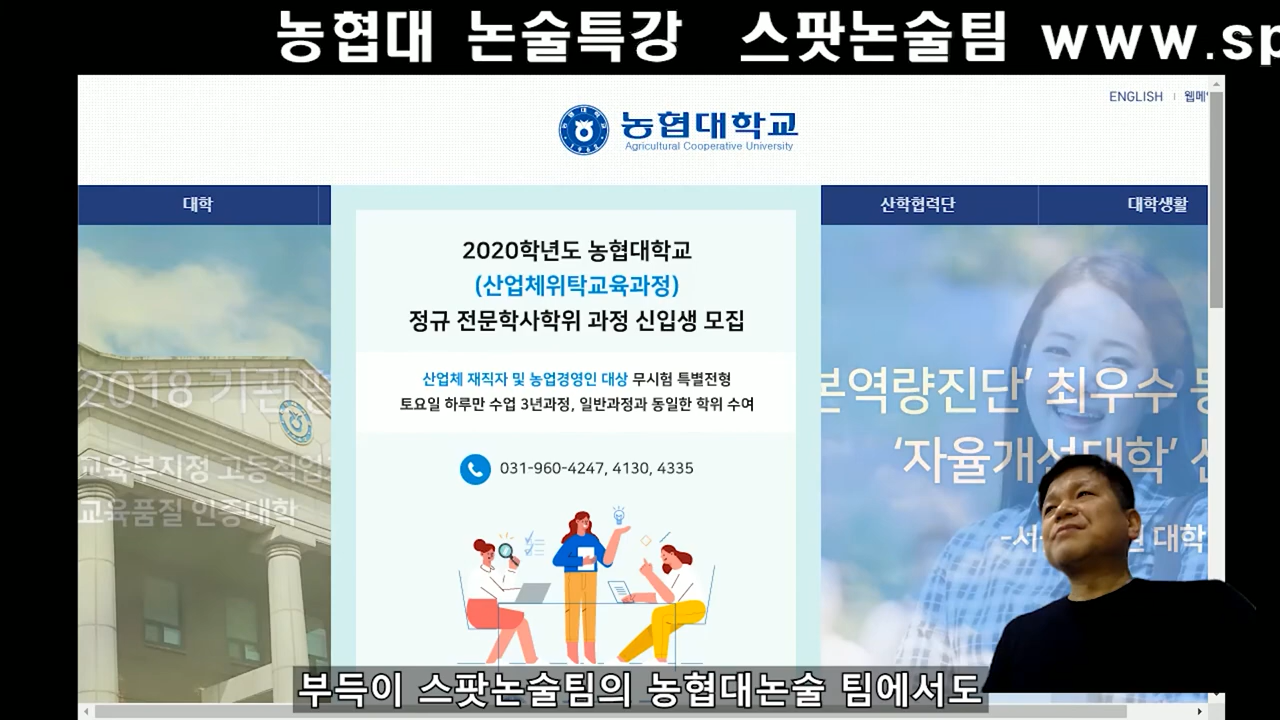 농협대 논술특강 스팟논술팀 www.sp
ENGLISH 웹메
농협대학교
Agricultural Cooperative University
대학
산학협력단
대학생활
2020학년도 농협대학교
(산업체위탁교육과정)
정규 전문학사학위 과정 신입생 모집
산업체 재직자 및 농업경영인 대상 무시험 특별전형
토요일 하루만 수업 3년과정, 일반과정과 동일한 학위 수여
031-960-4247, 4130, 4335
2018 기관
교육부지정 고등직업
교육품질 인증대학
본역량진단’ 최우수
‘자율개선대학’
대학
부득이 스팟논술팀의 농협대논술 팀에서도